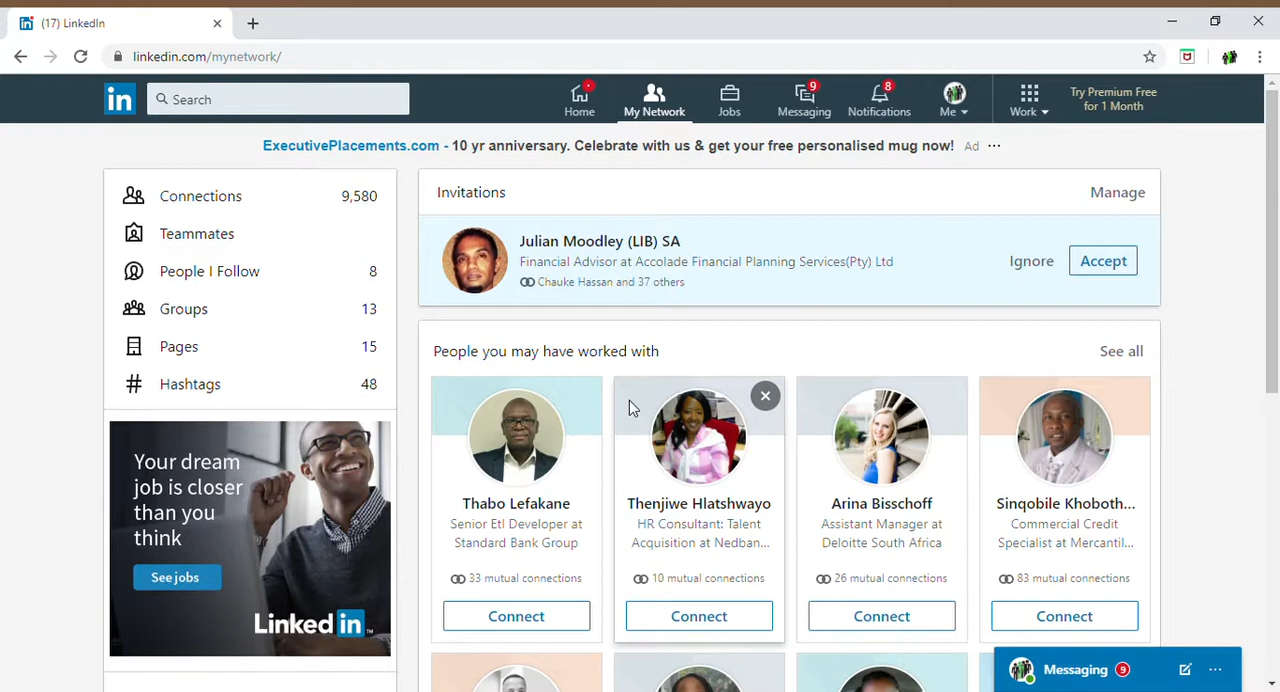 (17) LinkedIn
linkedin.com/mynetwork/
in
Search
Home
My Network
Jobs
9
Messaging
8
Notifications
Me
Work
Try Premium Free
for 1 Month
ExecutivePlacements.com - 10 yr anniversary. Celebrate with us & get your free personalised mug now! Ad ···
Connections 9,580
Teammates
People I Follow 8
Groups 13
Pages 15
# Hashtags 48
Your dream
job is closer
than you
think
See jobs
Linked in
Invitations Manage
Julian Moodley (LIB) SA
Financial Advisor at Accolade Financial Planning Services(Pty) Ltd
Chauke Hassan and 37 others
Ignore Accept
People you may have worked with See all
Thabo Lefakane
Senior Etl Developer at
Standard Bank Group
33 mutual connections
Connect
Thenjiwe Hlatshwayo
HR Consultant: Talent
Acquisition at Nedban...
10 mutual connections
Connect
Arina Bisschoff
Assistant Manager at
Deloitte South Africa
26 mutual connections
Connect
Sinqobile Khoboth...
Commercial Credit
Specialist at Mercantil...
83 mutual connections
Connect
Messaging 9 ···